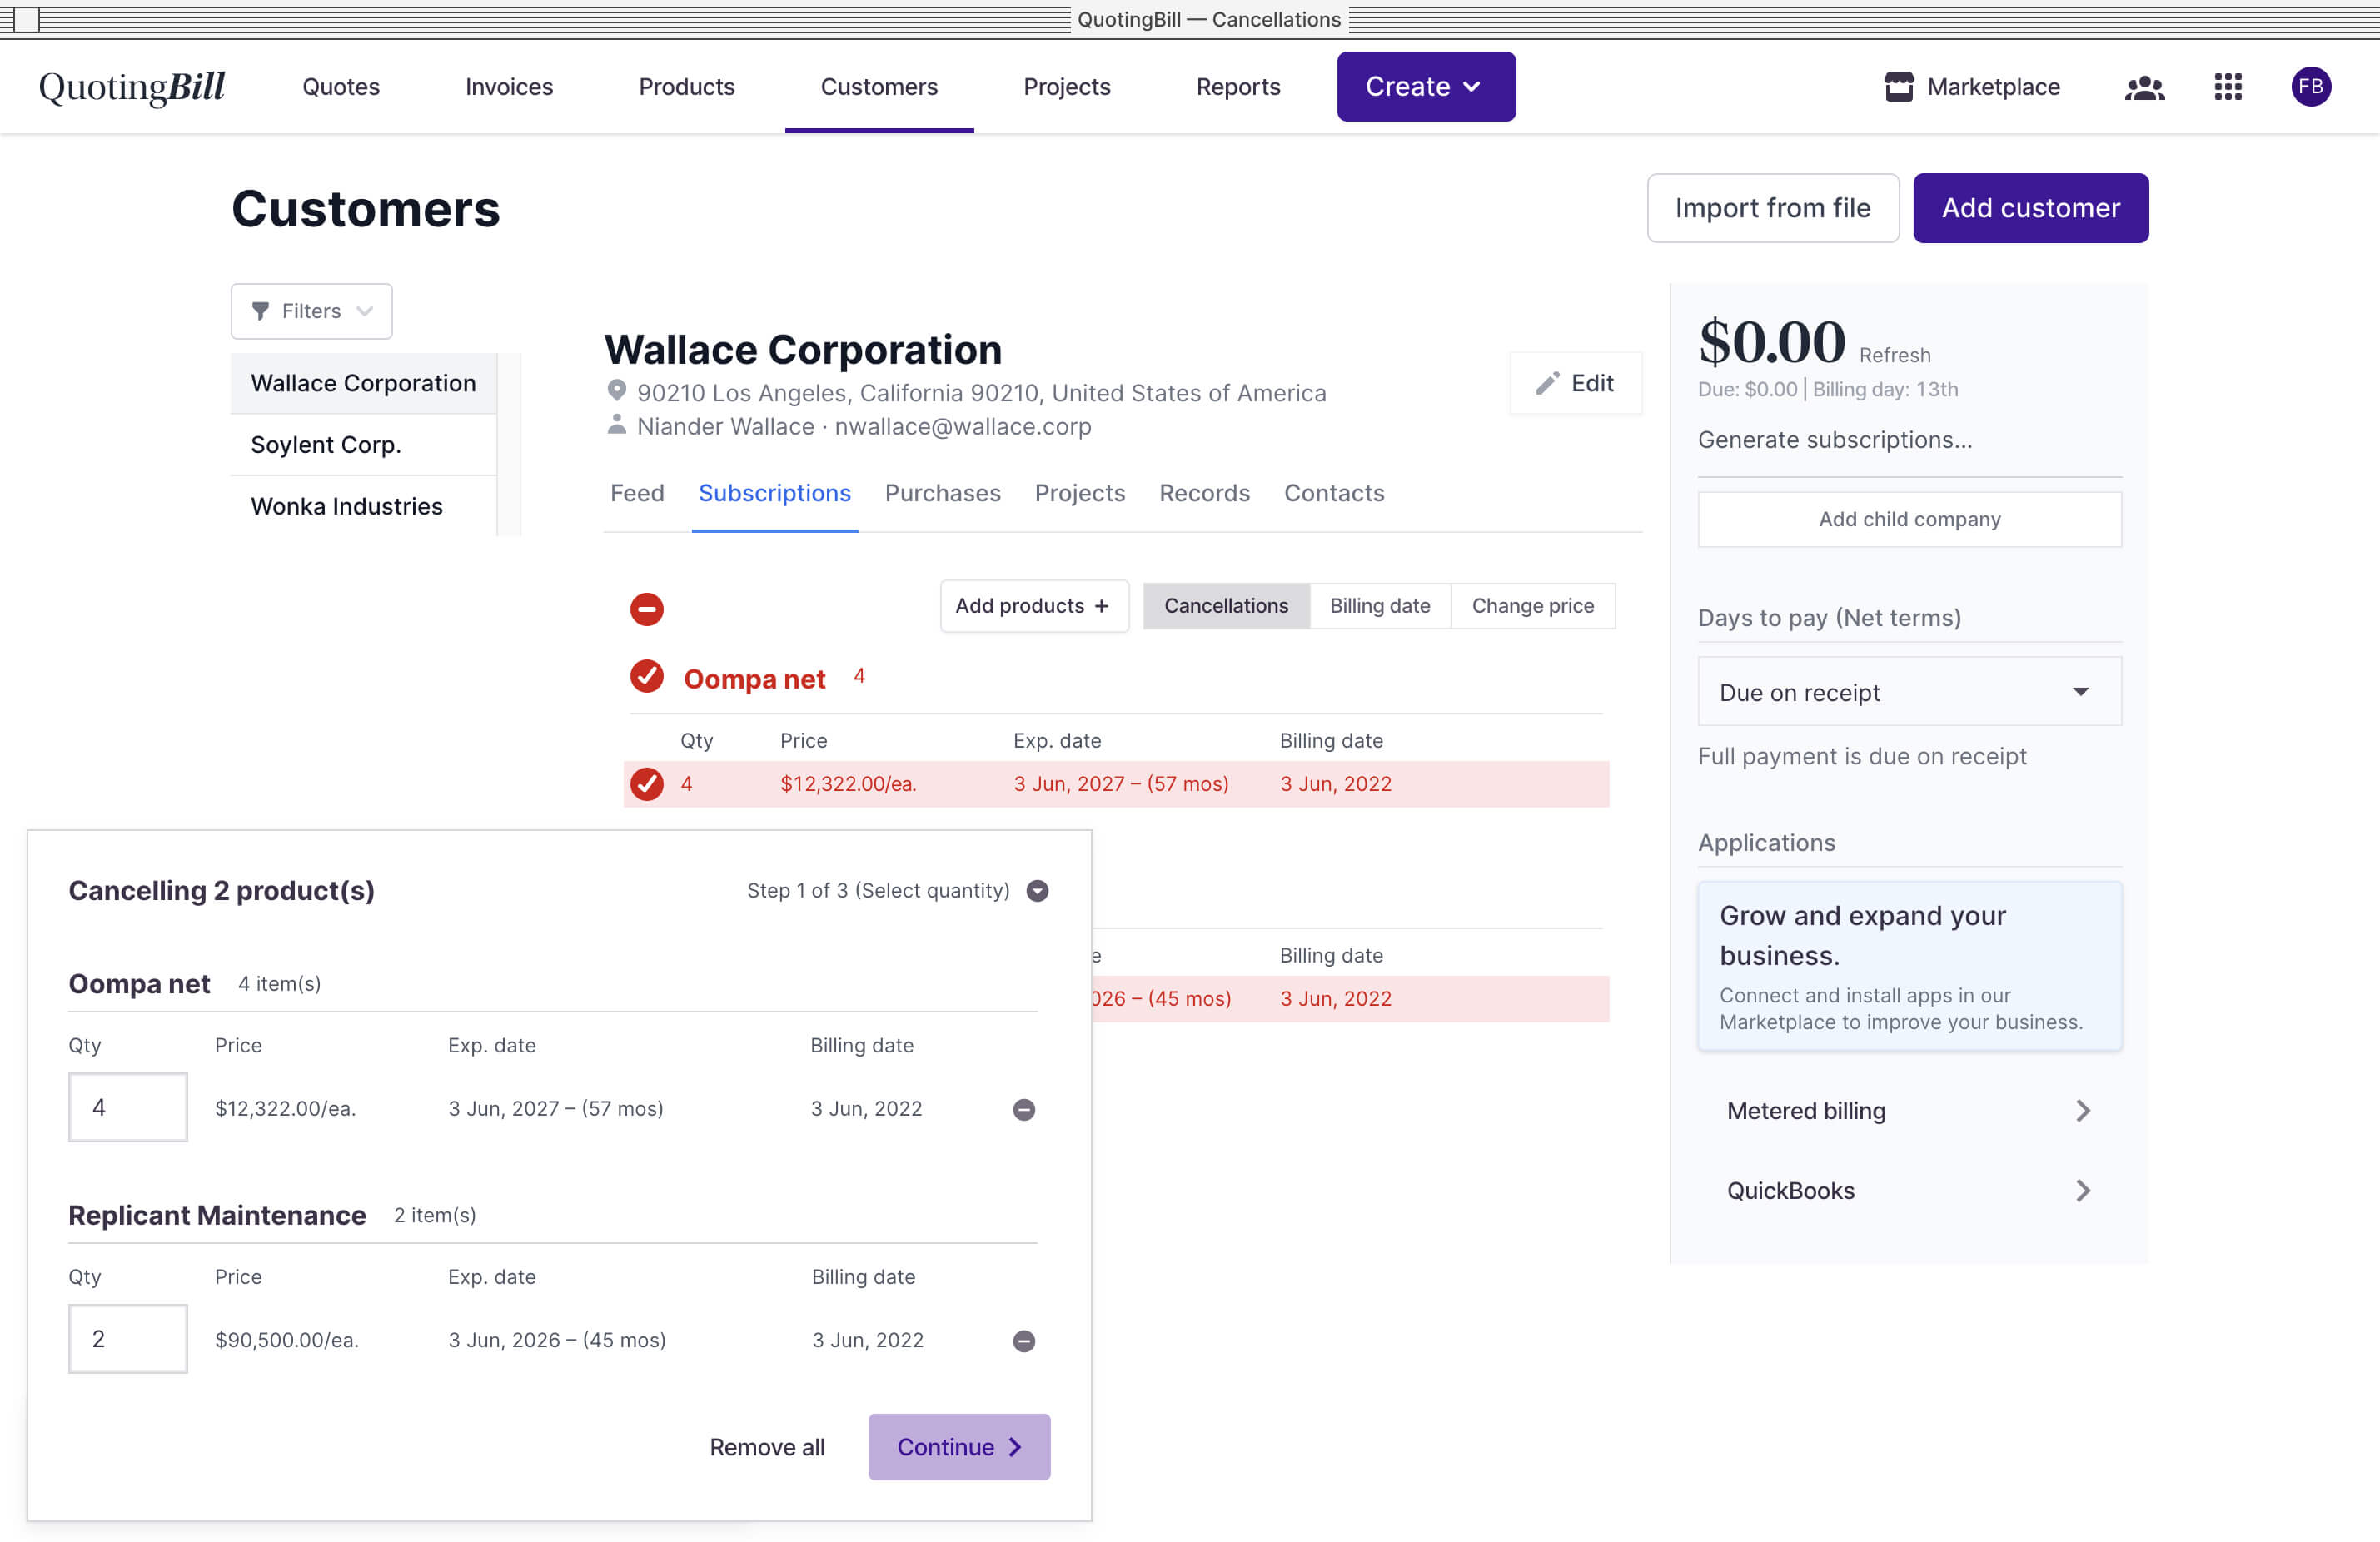 QuotingBill — Cancellations
QuotingBill Quotes Invoices Products Customers Projects Reports Create Marketplace FB
Customers
Import from file Add customer
Filters
Wallace Corporation
Soylent Corp.
Wonka Industries
Wallace Corporation
90210 Los Angeles, California 90210, United States of America
Niander Wallace · nwallace@wallace.corp
Edit
Feed Subscriptions Purchases Projects Records Contacts
Add products + Cancellations Billing date Change price
Oompa net 4
Qty Price Exp. date Billing date
4 $12,322.00/ea. 3 Jun, 2027 – (57 mos) 3 Jun, 2022
e Billing date
026 – (45 mos) 3 Jun, 2022
Cancelling 2 product(s) Step 1 of 3 (Select quantity)
Oompa net 4 item(s)
Qty Price Exp. date Billing date
4 $12,322.00/ea. 3 Jun, 2027 – (57 mos) 3 Jun, 2022
Replicant Maintenance 2 item(s)
Qty Price Exp. date Billing date
2 $90,500.00/ea. 3 Jun, 2026 – (45 mos) 3 Jun, 2022
Remove all Continue
$0.00 Refresh
Due: $0.00 | Billing day: 13th
Generate subscriptions...
Add child company
Days to pay (Net terms)
Due on receipt
Full payment is due on receipt
Applications
Grow and expand your
business.
Connect and install apps in our
Marketplace to improve your business.
Metered billing
QuickBooks